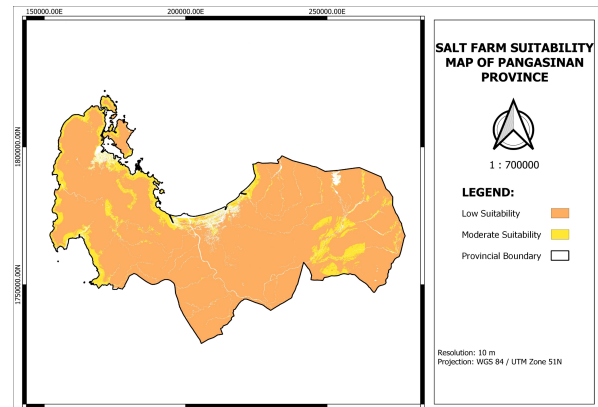 150000.00E 200000.00E 250000.00E
1800000.00N
1750000.00N
SALT FARM SUITABILITY
MAP OF PANGASINAN
PROVINCE
1 : 700000
LEGEND:
Low Suitability
Moderate Suitability
Provincial Boundary
Resolution: 10 m
Projection: WGS 84 / UTM Zone 51N